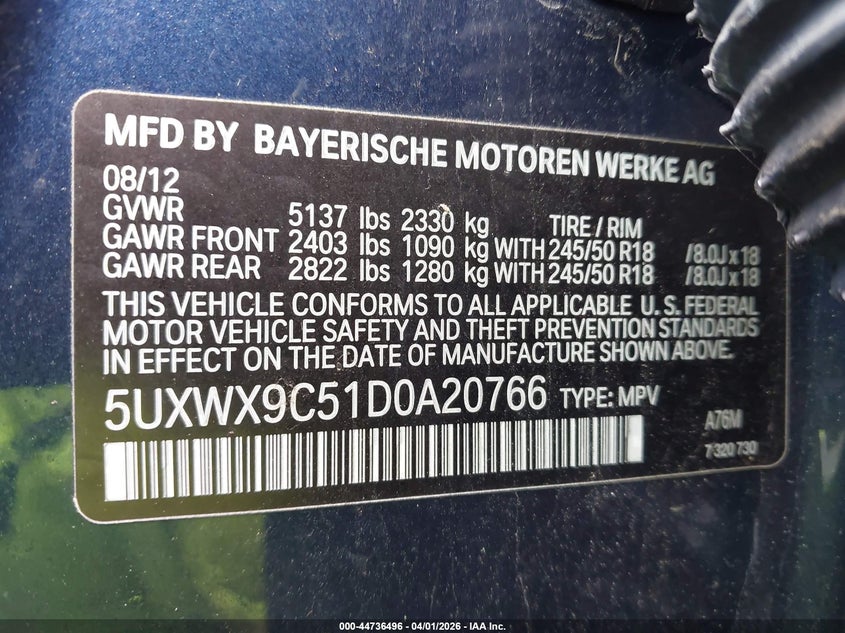 MFD BY BAYERISCHE MOTOREN WERKE AG
08/12
GVWR 5137 lbs 2330 kg TIRE / RIM
GAWR FRONT 2403 lbs 1090 kg WITH 245/50 R18 /8.0J x 18
GAWR REAR 2822 lbs 1280 kg WITH 245/50 R18 /8.0J x 18
THIS VEHICLE CONFORMS TO ALL APPLICABLE U.S. FEDERAL
MOTOR VEHICLE SAFETY AND THEFT PREVENTION STANDARDS
IN EFFECT ON THE DATE OF MANUFACTURE SHOWN ABOVE.
5UXWX9C51D0A20766 TYPE: MPV
A76M
7 320 730
000-44736496 - 04/01/2026 - IAA Inc.